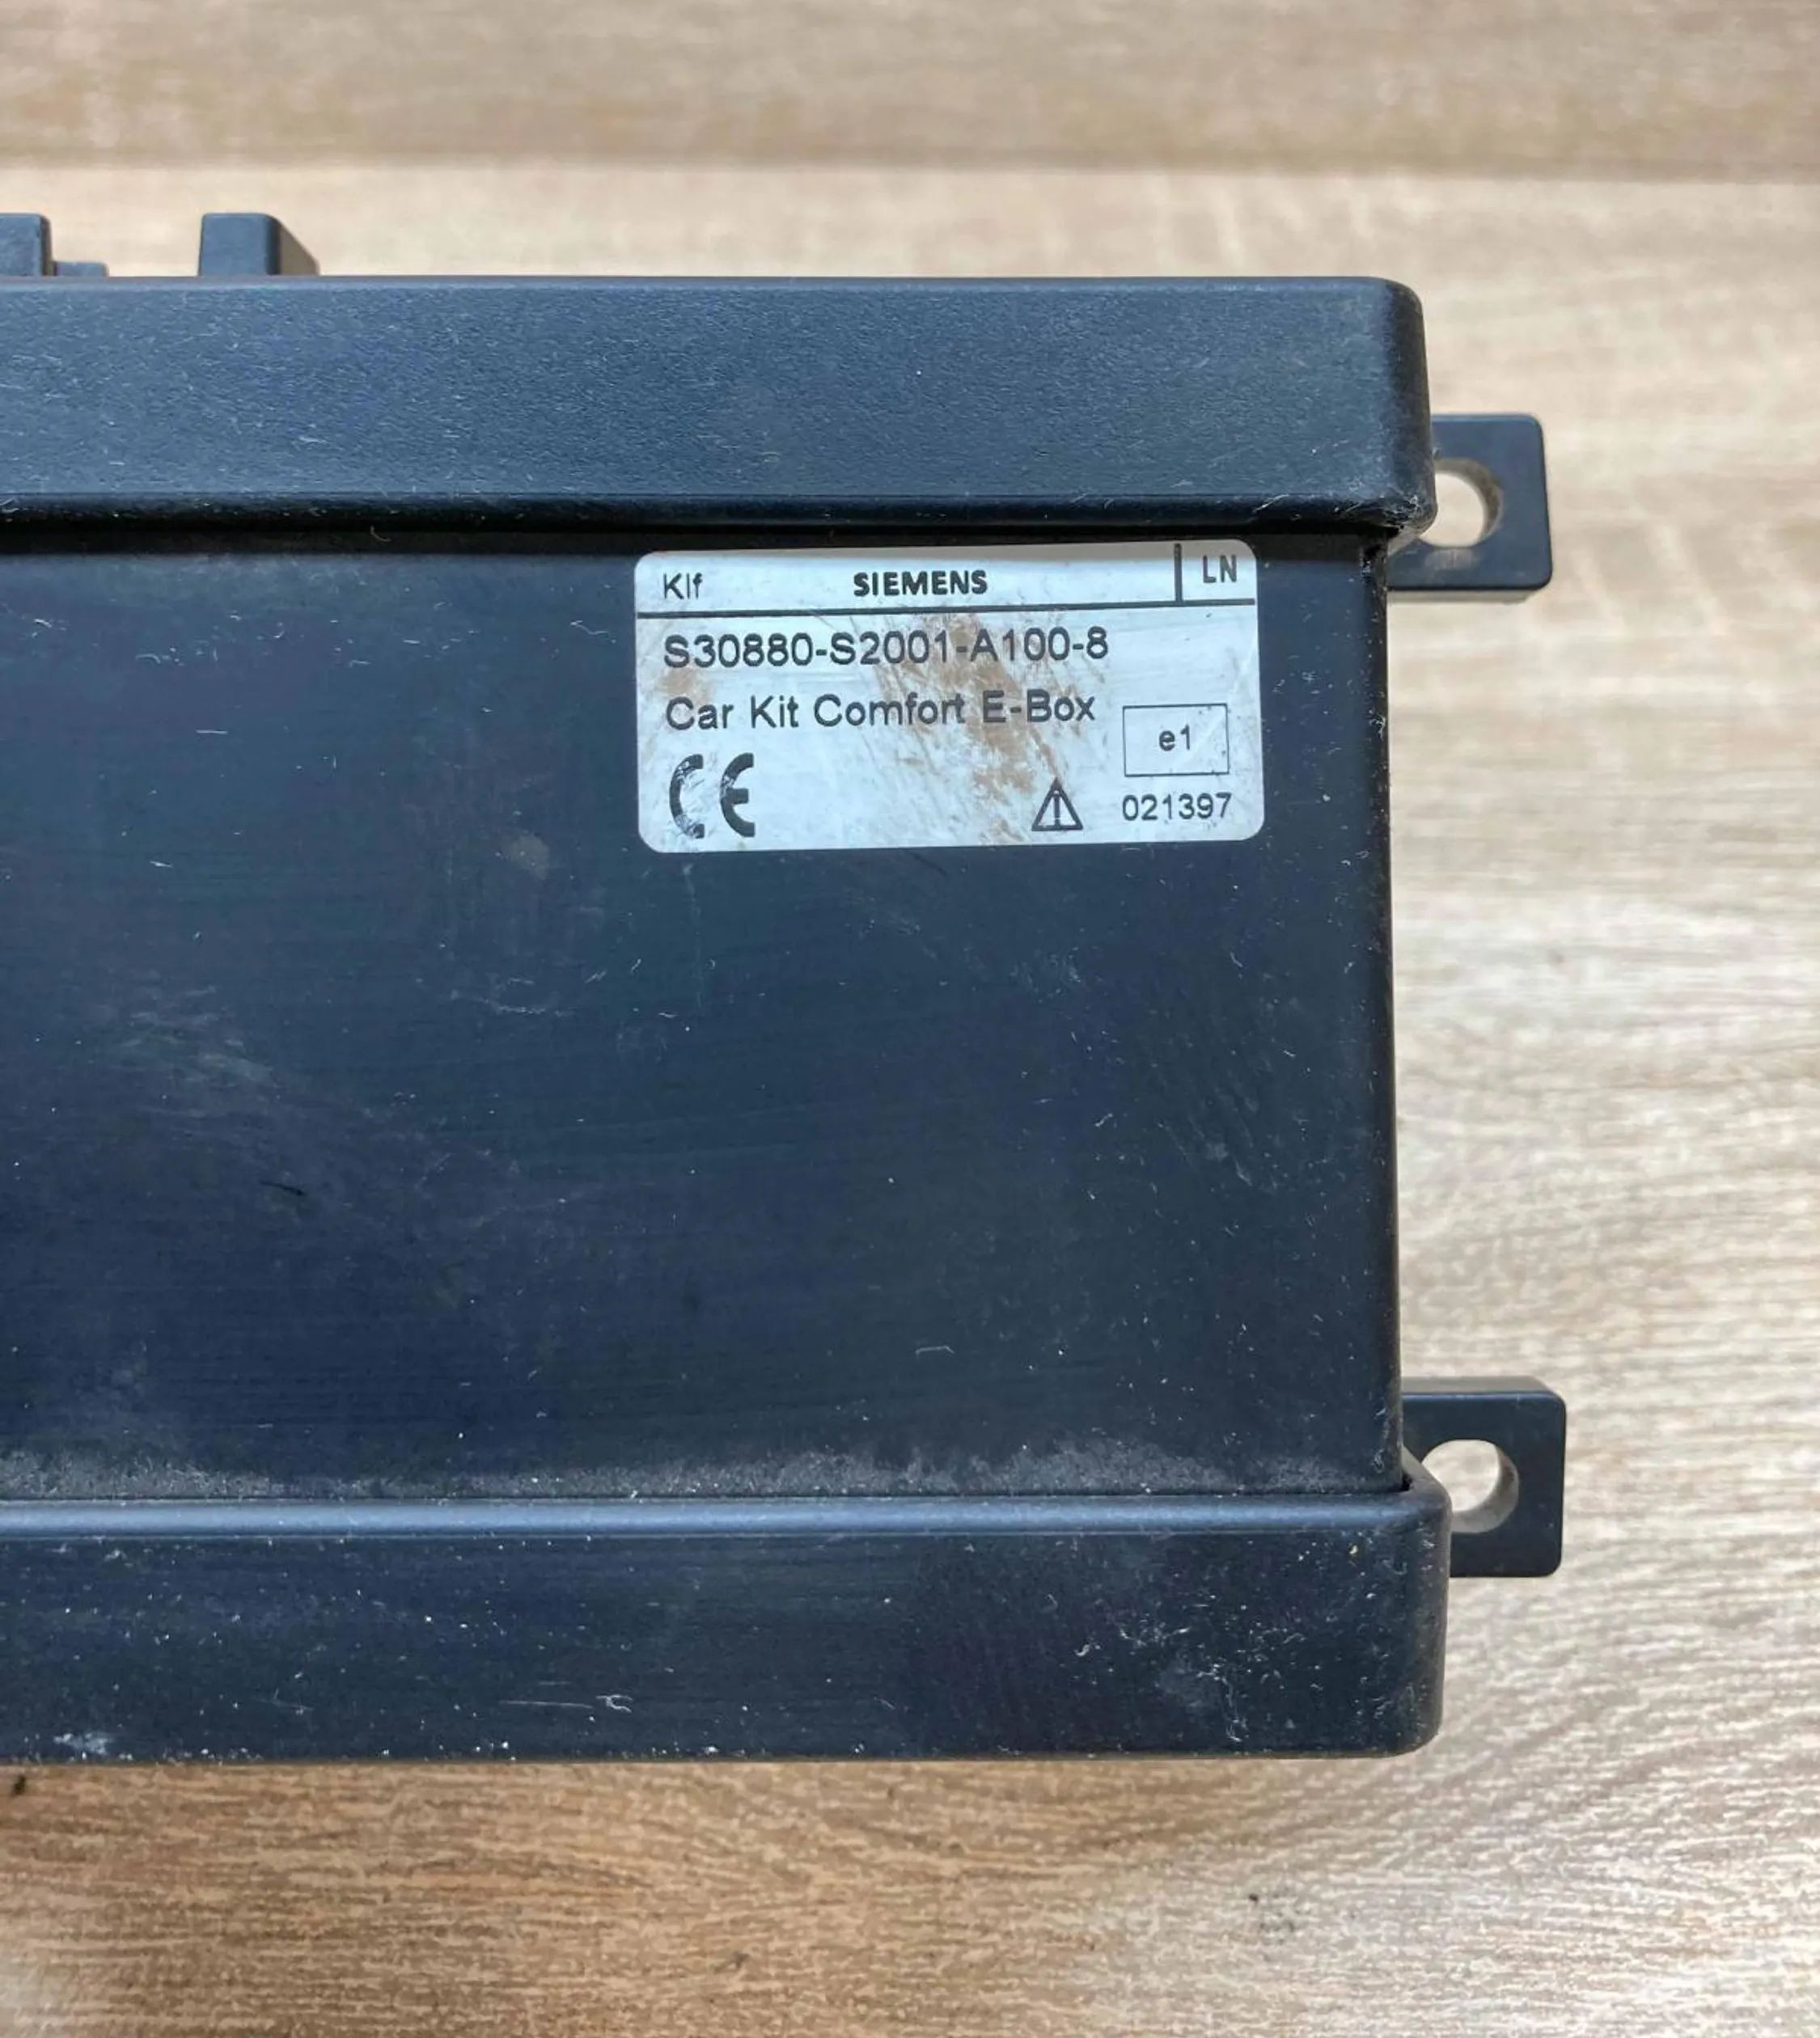 Klf SIEMENS LN
S30880-S2001-A100-8
Car Kit Comfort E-Box
e1
CE 021397